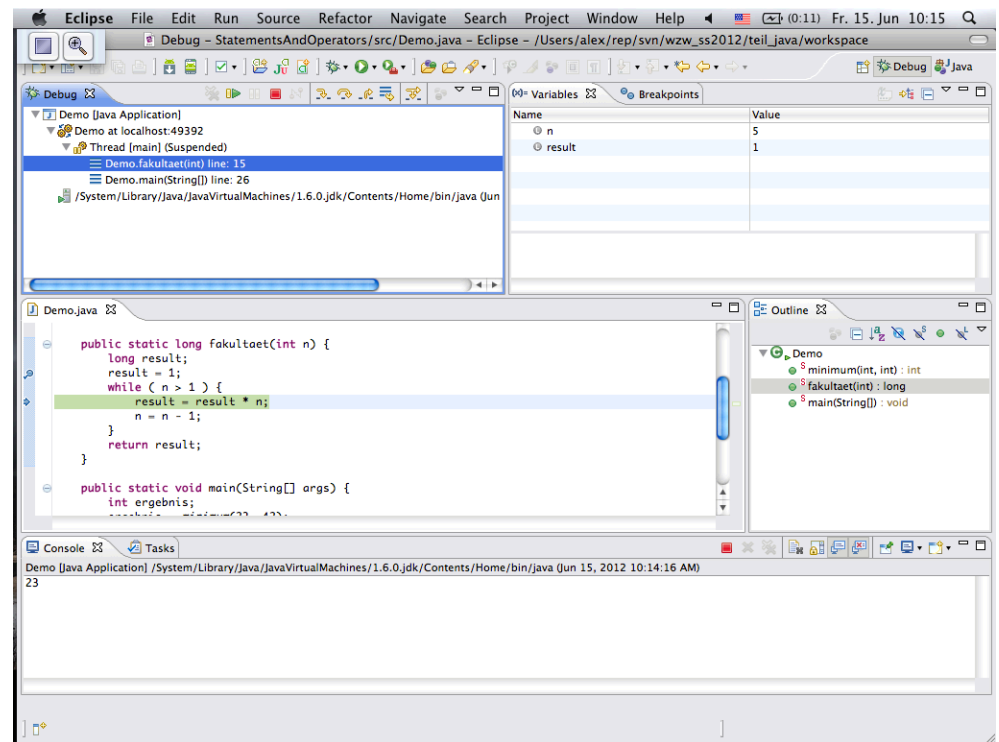 Eclipse File Edit Run Source Refactor Navigate Search Project Window Help (0:11) Fr. 15. Jun 10:15
Debug – StatementsAndOperators/src/Demo.java – Eclipse – /Users/alex/rep/svn/wzw_ss2012/teil_java/workspace
Debug Java
Debug
Demo [Java Application]
Demo at localhost:49392
Thread [main] (Suspended)
Demo.fakultaet(int) line: 15
Demo.main(String[]) line: 26
/System/Library/Java/JavaVirtualMachines/1.6.0.jdk/Contents/Home/bin/java (Jun
(x)= Variables Breakpoints
Name Value
n 5
result 1
Demo.java
public static long fakultaet(int n) {
long result;
result = 1;
while ( n > 1 ) {
result = result * n;
n = n - 1;
}
return result;
}
public static void main(String[] args) {
int ergebnis;
Outline
Demo
minimum(int, int) : int
fakultaet(int) : long
main(String[]) : void
Console Tasks
Demo [Java Application] /System/Library/Java/JavaVirtualMachines/1.6.0.jdk/Contents/Home/bin/java (Jun 15, 2012 10:14:16 AM)
23